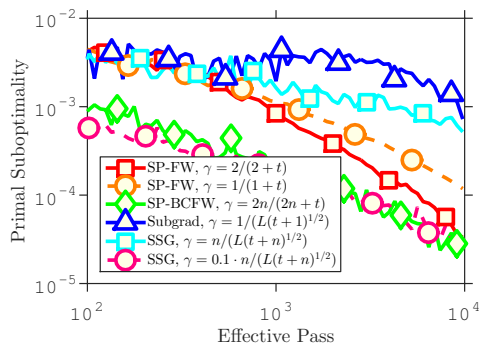 10^-2
10^-3
10^-4
10^-5
Primal Suboptimality
SP-FW, γ = 2/(2 + t)
SP-FW, γ = 1/(1 + t)
SP-BCFW, γ = 2n/(2n + t)
Subgrad, γ = 1/(L(t+1)^1/2)
SSG, γ = n/(L(t+n)^1/2)
SSG, γ = 0.1 · n/(L(t+n)^1/2)
10^2 10^3 10^4
Effective Pass